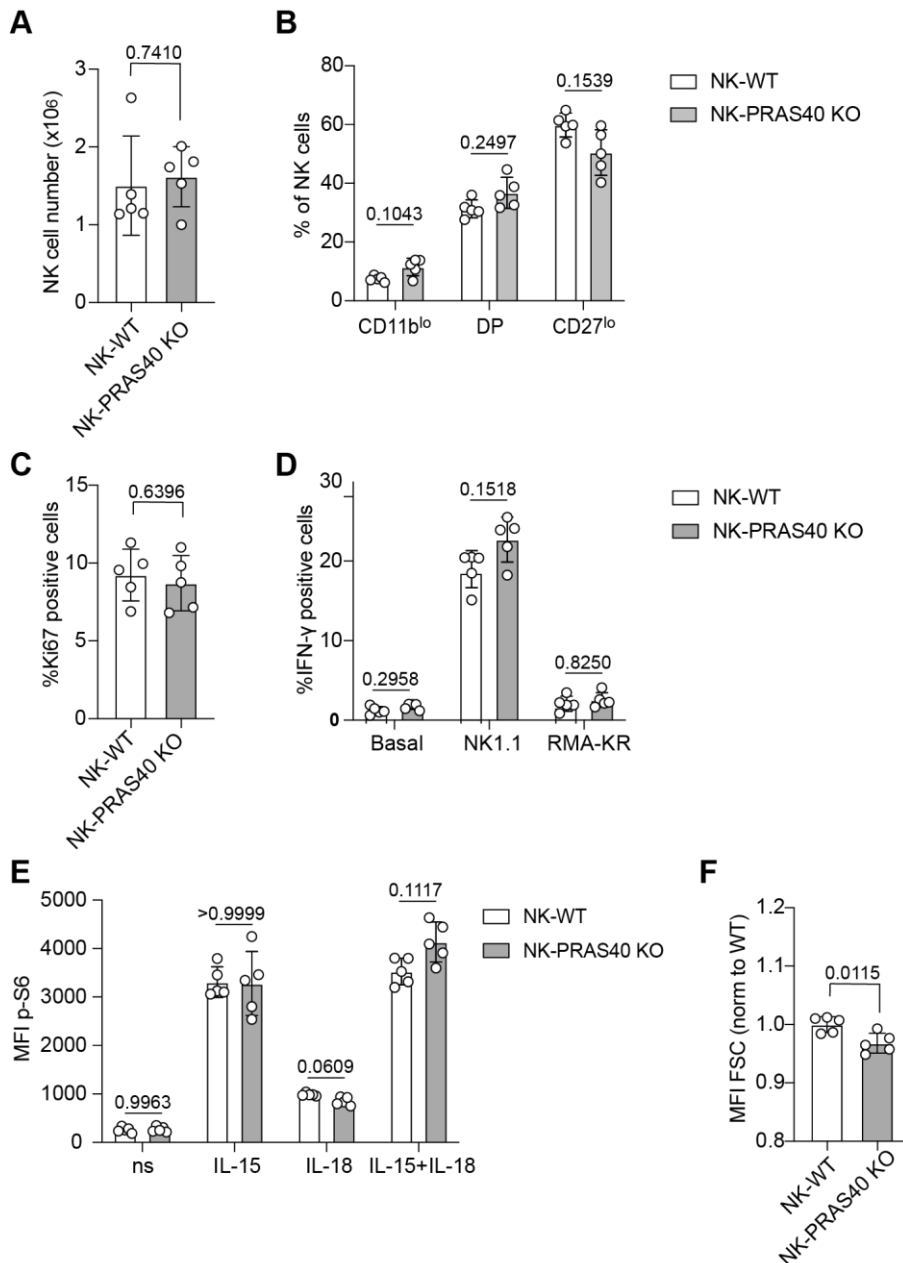 A
NK cell number (x10⁶)
3
2
1
0
0.7410
NK-WT
NK-PRAS40 KO
B
% of NK cells
80
60
40
20
0
0.1043
0.2497
0.1539
CD11b^lo
DP
CD27^lo
NK-WT
NK-PRAS40 KO
C
%Ki67 positive cells
15
10
5
0
0.6396
NK-WT
NK-PRAS40 KO
D
%IFN-γ positive cells
30
20
10
0
0.2958
0.1518
0.8250
Basal
NK1.1
RMA-KR
NK-WT
NK-PRAS40 KO
E
MFI p-S6
5000
4000
3000
2000
1000
0
0.9963
>0.9999
0.0609
0.1117
ns
IL-15
IL-18
IL-15+IL-18
NK-WT
NK-PRAS40 KO
F
MFI FSC (norm to WT)
1.2
1.1
1.0
0.9
0.8
0.0115
NK-WT
NK-PRAS40 KO